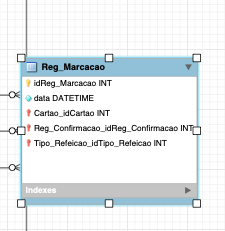 Reg_Marcacao
idReg_Marcacao INT
data DATETIME
Cartao_idCartao INT
Reg_Confirmacao_idReg_Confirmacao INT
Tipo_Refeicao_idTipo_Refeicao INT
Indexes